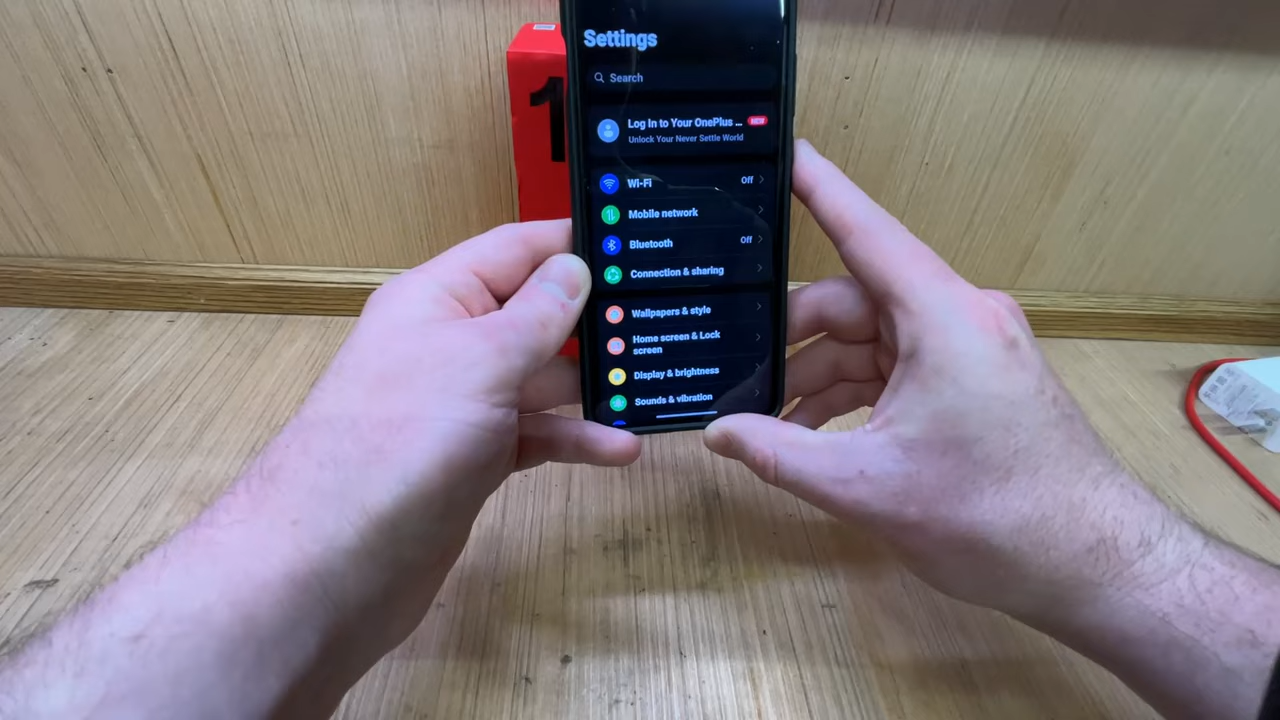 Settings
Search
Log In to Your OnePlus ...
Unlock Your Never Settle World
Wi-Fi
Off
Mobile network
Bluetooth
Off
Connection & sharing
Wallpapers & style
Home screen & Lock
screen
Display & brightness
Sounds & vibration
1